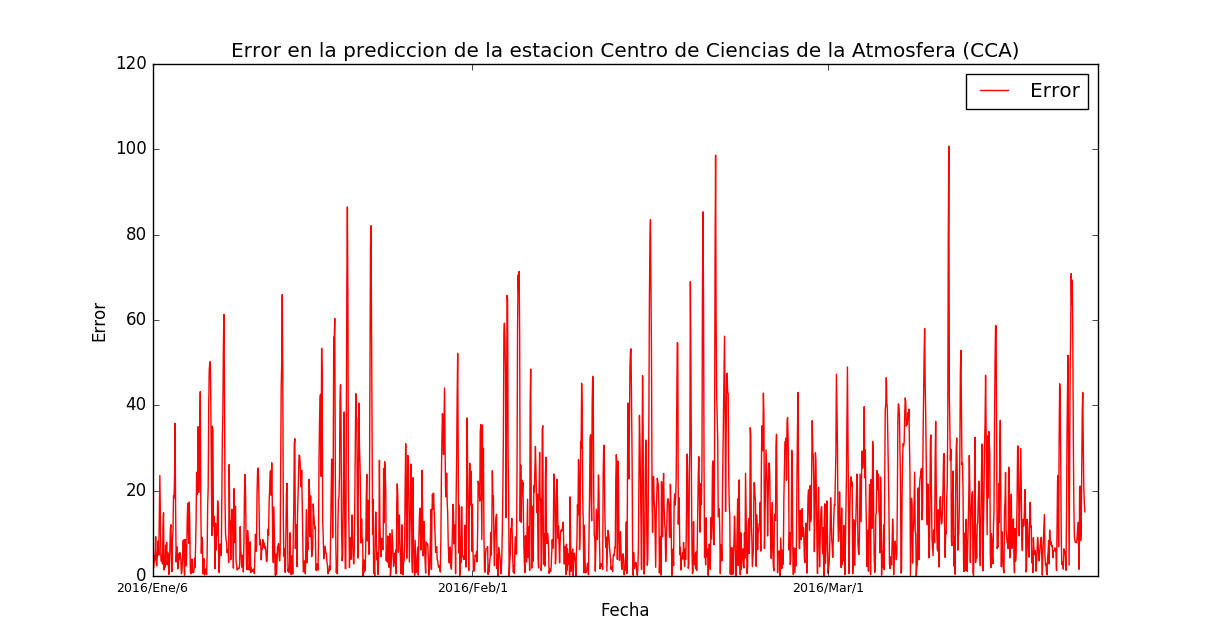 Error en la prediccion de la estacion Centro de Ciencias de la Atmosfera (CCA)
Error
120
100
80
60
40
20
0
Error
2016/Ene/6 2016/Feb/1 2016/Mar/1
Fecha